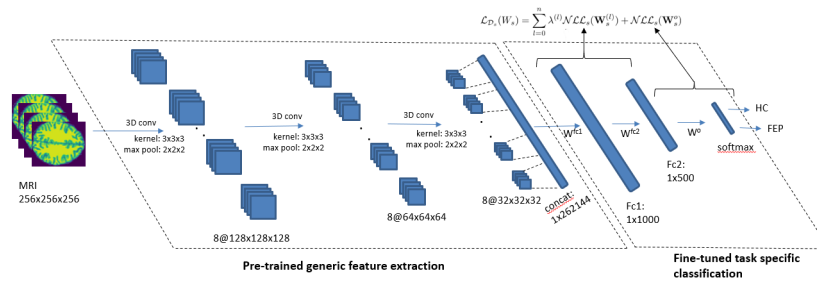 ℒ_{𝒟_s}(W_s) = ∑_{l=0}^{n} λ^{(l)} 𝒩ℒℒ_s(W_s^{(l)}) + 𝒩ℒℒ_s(W_s^o)
3D conv
kernel: 3x3x3
max pool: 2x2x2
3D conv
kernel: 3x3x3
max pool: 2x2x2
3D conv
kernel: 3x3x3
max pool: 2x2x2
W^{fc1}
W^{fc2}
W^o
HC
FEP
softmax
MRI
256x256x256
8@128x128x128
8@64x64x64
8@32x32x32
concat:
1x262144
Fc1:
1x1000
Fc2:
1x500
Pre-trained generic feature extraction
Fine-tuned task specific
classification